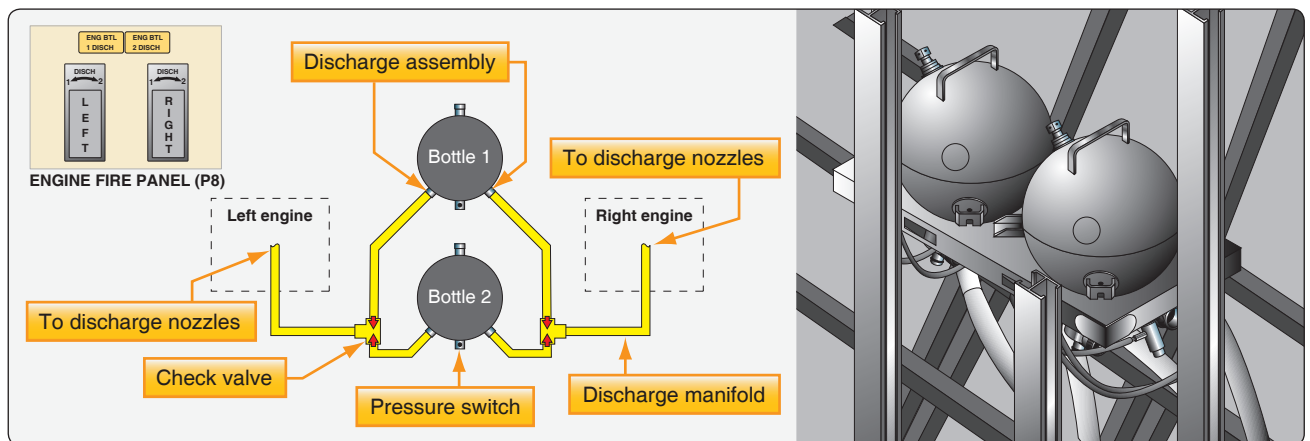 ENG BTL
1 DISCH
ENG BTL
2 DISCH
DISCH
1 2
LEFT
DISCH
1 2
RIGHT
ENGINE FIRE PANEL (P8)
Discharge assembly
Bottle 1
To discharge nozzles
Left engine
Right engine
Bottle 2
To discharge nozzles
Check valve
Pressure switch
Discharge manifold